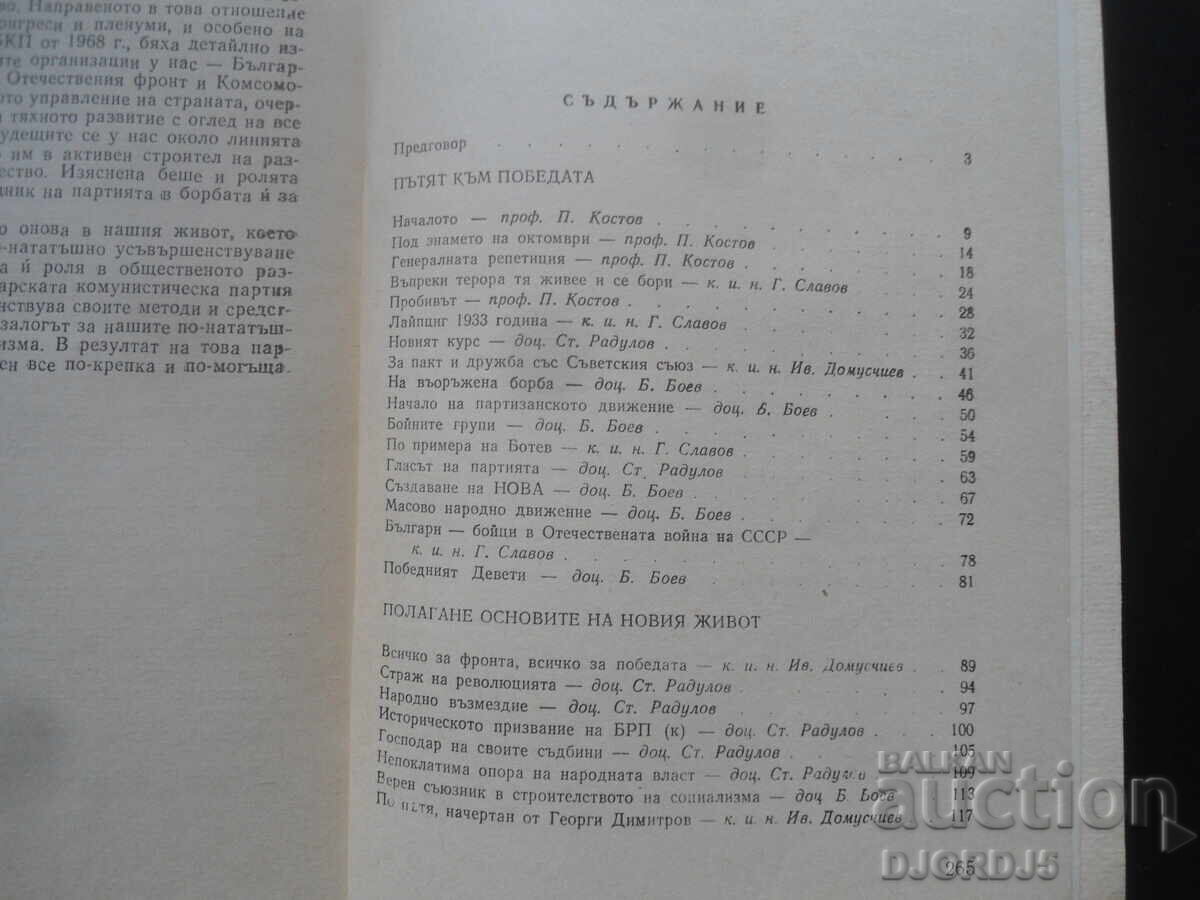 во. Направеното в това отношение
нгреси и пленуми, и особено на
БКП от 1968 г., бяха детайлно из-
ите организации у нас — Българ-
Отечествения фронт и Комсомо-
ото управление на страната, очер-
а тяхното развитие с оглед на все
удещите се у нас около линията
о им в активен строител на раз-
ество. Изяснена беше и ролята
дник на партията в борбата ѝ за
о онова в нашия живот, което
-нататъшно усъвършенствуване
а ѝ роля в общественото раз-
арската комунистическа партия
нствува своите методи и средст-
залогът за нашите по-нататъш-
изма. В резултат на това пар-
ен все по-крепка и по-могъща.
СЪДЪРЖАНИЕ
Предговор . . . . . . . . . . . . . 3
ПЪТЯТ КЪМ ПОБЕДАТА
Началото — проф. П. Костов . . . . . . . 9
Под знамето на октомври — проф. П. Костов . . . . 14
Генералната репетиция — проф. П. Костов . . . . . 18
Въпреки терора тя живее и се бори — к. и. н. Г. Славов . . 24
Пробивът — проф. П. Костов . . . . . . . . 28
Лайпциг 1933 година — к. и. н. Г. Славов . . . . . 32
Новият курс — доц. Ст. Радулов . . . . . . . 36
За пакт и дружба със Съветския съюз — к. и. н. Ив. Домусчиев . . 41
На въоръжена борба — доц. Б. Боев . . . . . . 46
Начало на партизанското движение — доц. Б. Боев . . . 50
Бойните групи — доц. Б. Боев . . . . . . . 54
По примера на Ботев — к. и. н. Г. Славов . . . . . 59
Гласът на партията — доц. Ст. Радулов . . . . . 63
Създаване на НОВА — доц. Б. Боев . . . . . . 67
Масово народно движение — доц. Б. Боев . . . . . 72
Българи — бойци в Отечествената война на СССР —
к. и. н. Г. Славов . . . . . . . . . 78
Победният Девети — доц. Б. Боев . . . . . . 81
ПОЛАГАНЕ ОСНОВИТЕ НА НОВИЯ ЖИВОТ
Всичко за фронта, всичко за победата — к. и. н. Ив. Домусчиев . . 89
Страж на революцията — доц. Ст. Радулов . . . . . 94
Народно възмездие — доц. Ст. Радулов . . . . . 97
Историческото призвание на БРП (к) — доц. Ст. Радулов . . . 100
Господар на своите съдбини — доц. Ст. Радулов . . . . 105
Непоклатима опора на народната власт — доц. Ст. Радулов . . 109
Верен съюзник в строителството на социализма — доц Б. Боев . . 113
По пътя, начертан от Георги Димитров — к. и. н. Ив. Домусчиев . . 117
265
BALKAN
auction
DJORDJ5